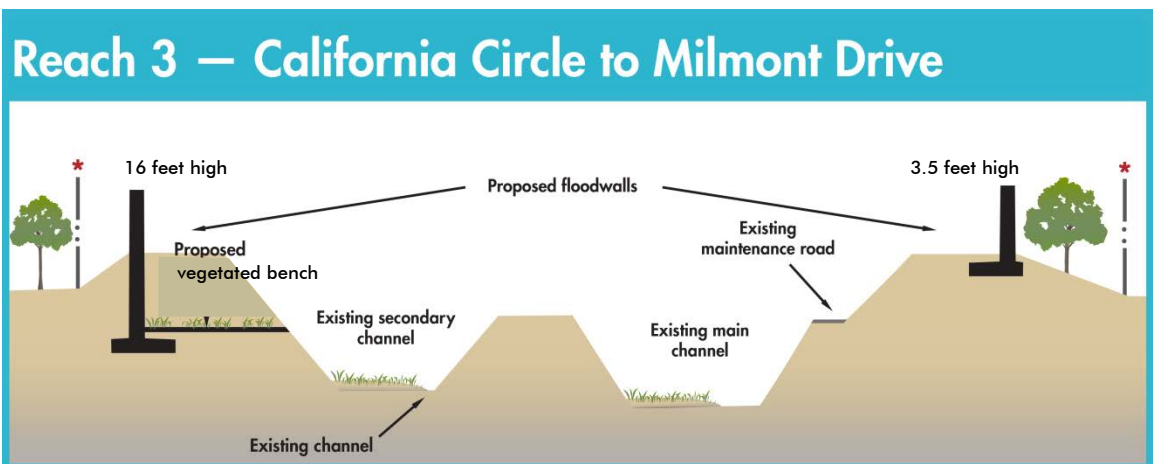 Reach 3 — California Circle to Milmont Drive
*
16 feet high
Proposed floodwalls
3.5 feet high
*
Existing
maintenance road
Proposed
vegetated bench
Existing secondary
channel
Existing main
channel
Existing channel